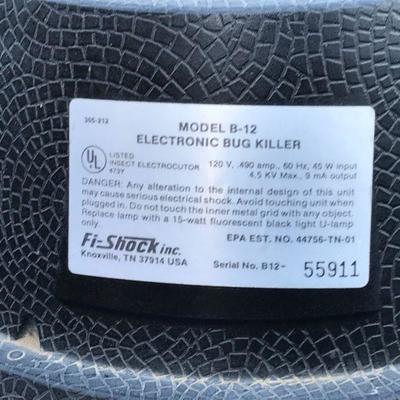 355-212
MODEL B-12
ELECTRONIC BUG KILLER
UL LISTED
INSECT ELECTROCUTOR
473Y
120 V, .490 amp., 60 Hz, 45 W input
4.5 KV Max., 9 mA output
DANGER: Any alteration to the internal design of this unit
may cause serious electrical shock. Avoid touching unit when
plugged in. Do not touch the inner metal grid with any object.
Replace lamp with a 15-watt fluorescent black light U-lamp
only.
EPA EST. NO. 44756-TN-01
Fi-Shock inc.
Knoxville, TN 37914 USA
Serial No. B12- 55911